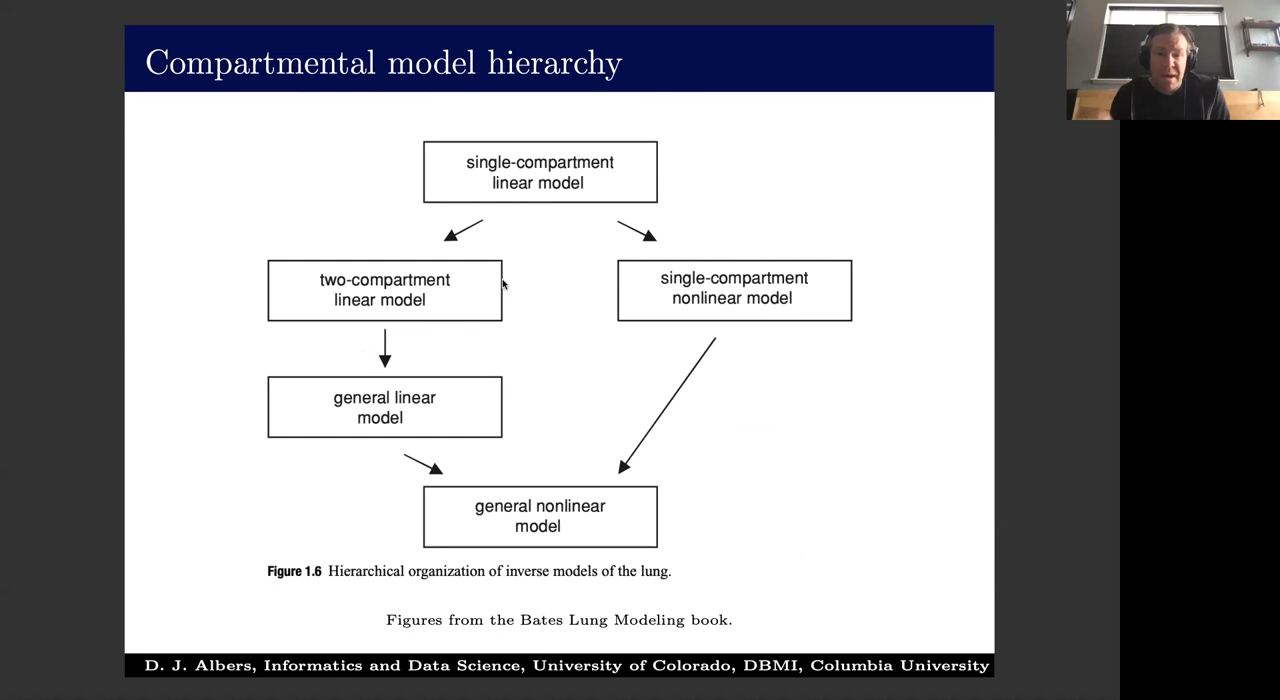 Compartmental model hierarchy
single-compartment
linear model
two-compartment
linear model
single-compartment
nonlinear model
general linear
model
general nonlinear
model
Figure 1.6 Hierarchical organization of inverse models of the lung.
Figures from the Bates Lung Modeling book.
D. J. Albers, Informatics and Data Science, University of Colorado, DBMI, Columbia University